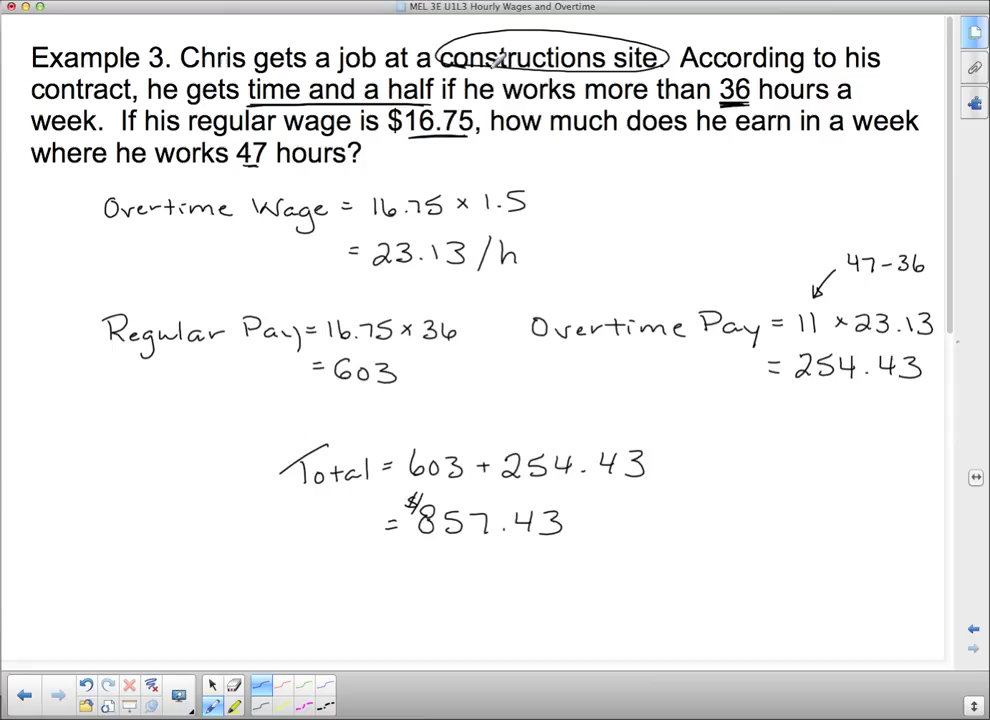 MEL 3E U1L3 Hourly Wages and Overtime
Example 3. Chris gets a job at a constructions site. According to his
contract, he gets time and a half if he works more than 36 hours a
week. If his regular wage is $16.75, how much does he earn in a week
where he works 47 hours?
Overtime Wage = 16.75 × 1.5
= 23.13 /h
47-36
Regular Pay = 16.75 × 36
= 603
Overtime Pay = 11 × 23.13
= 254.43
Total = 603 + 254.43
= $857.43